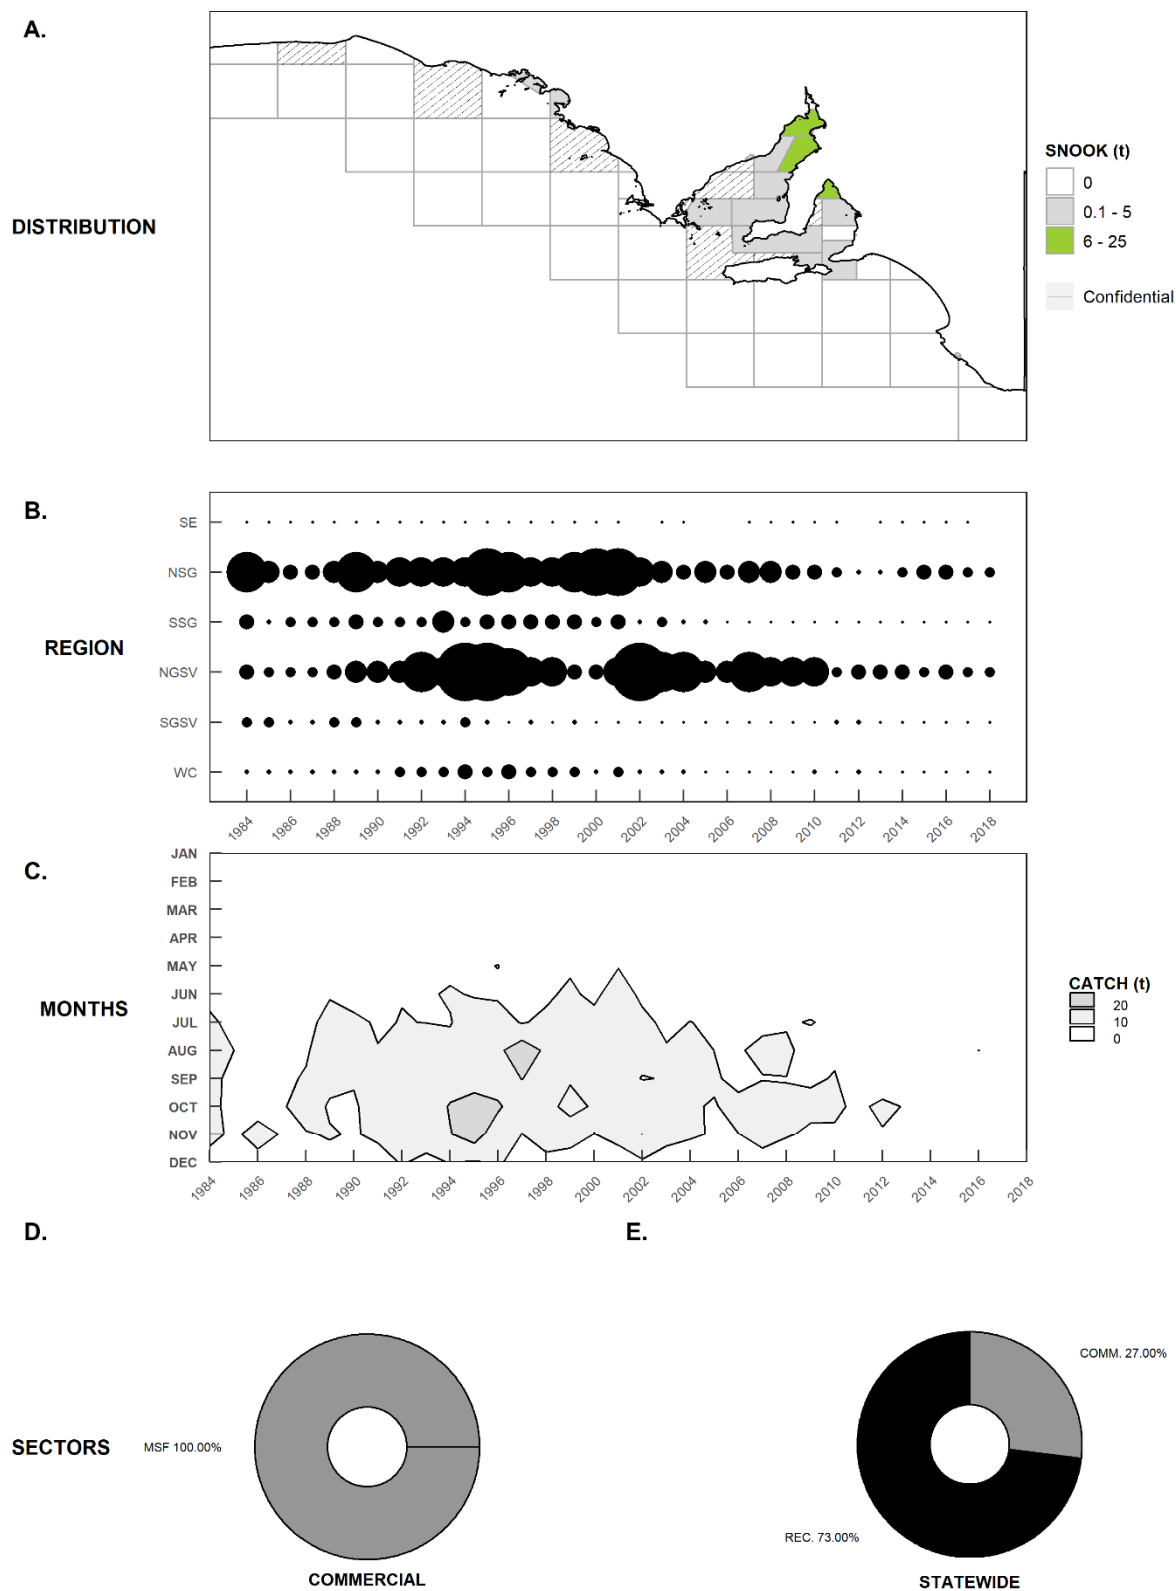 A.
DISTRIBUTION
SNOOK (t)
0
0.1 - 5
6 - 25
Confidential
B.
REGION
SE
NSG
SSG
NGSV
SGSV
WC
1984 1986 1988 1990 1992 1994 1996 1998 2000 2002 2004 2006 2008 2010 2012 2014 2016 2018
C.
MONTHS
JAN
FEB
MAR
APR
MAY
JUN
JUL
AUG
SEP
OCT
NOV
DEC
1984 1986 1988 1990 1992 1994 1996 1998 2000 2002 2004 2006 2008 2010 2012 2014 2016 2018
CATCH (t)
20
10
0
D.
E.
SECTORS
MSF 100.00%
COMMERCIAL
COMM. 27.00%
REC. 73.00%
STATEWIDE